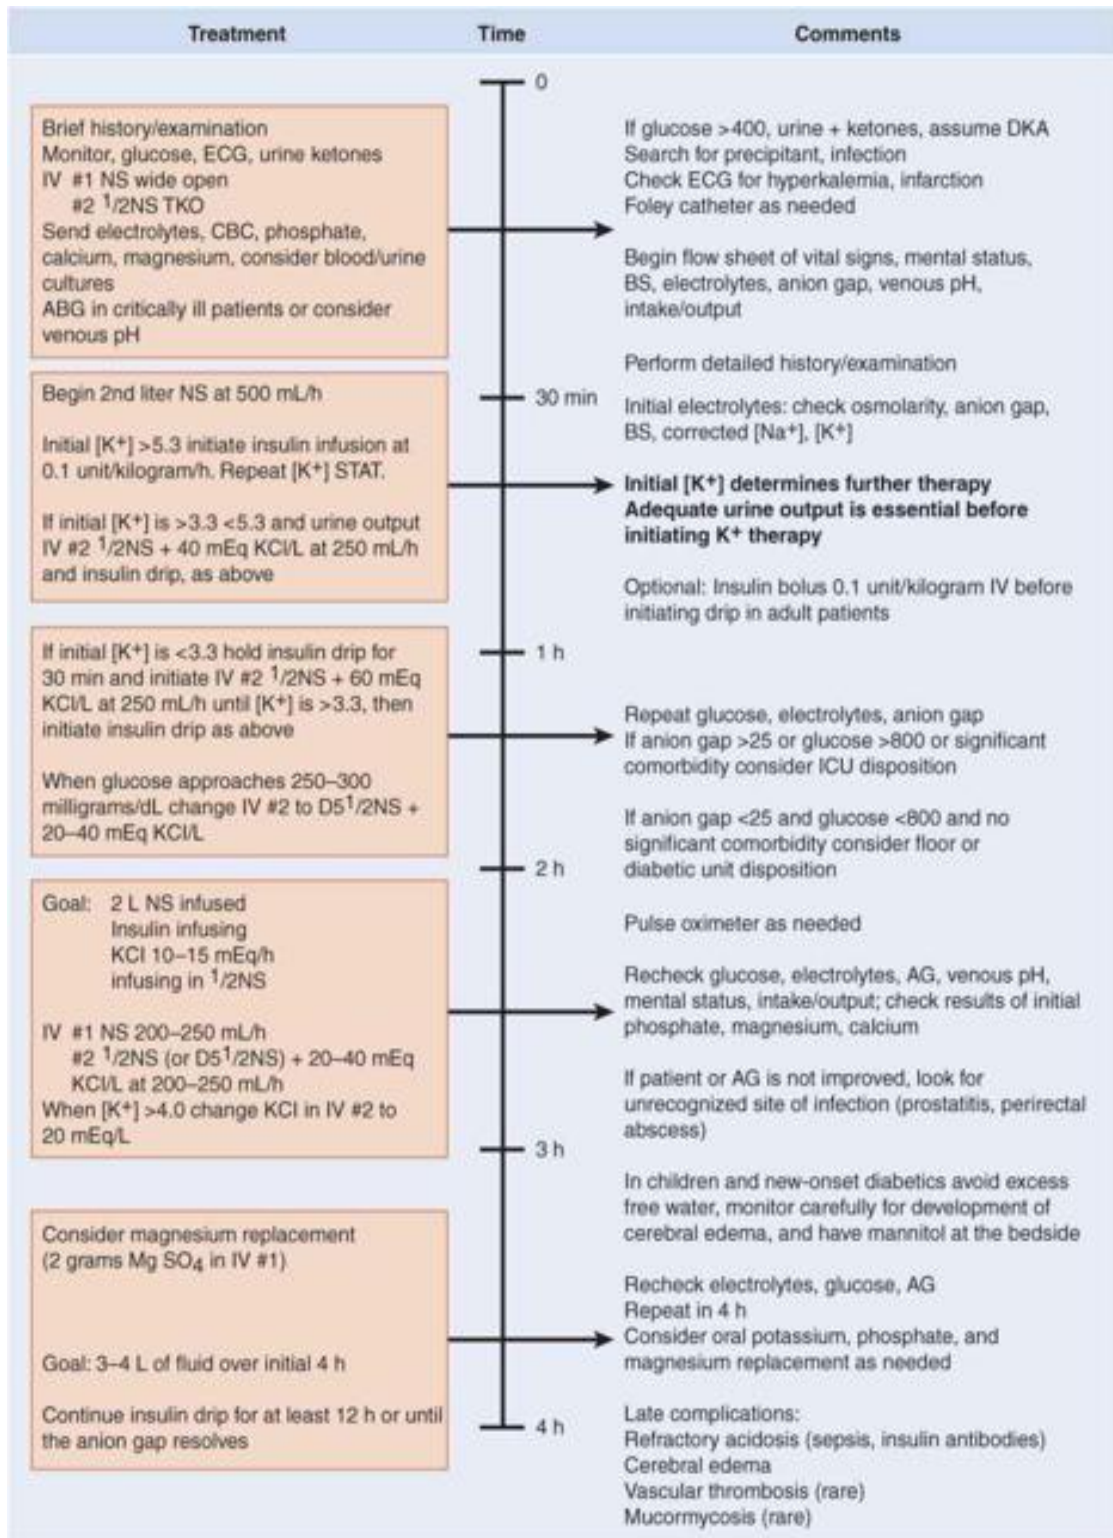 Treatment
Time
Comments
0
Brief history/examination
Monitor, glucose, ECG, urine ketones
IV #1 NS wide open
#2 1/2NS TKO
Send electrolytes, CBC, phosphate,
calcium, magnesium, consider blood/urine
cultures
ABG in critically ill patients or consider
venous pH
If glucose >400, urine + ketones, assume DKA
Search for precipitant, infection
Check ECG for hyperkalemia, infarction
Foley catheter as needed
Begin flow sheet of vital signs, mental status,
BS, electrolytes, anion gap, venous pH,
intake/output
Perform detailed history/examination
Begin 2nd liter NS at 500 mL/h
Initial [K+] >5.3 initiate insulin infusion at
0.1 unit/kilogram/h. Repeat [K+] STAT.
If initial [K+] is >3.3 <5.3 and urine output
IV #2 1/2NS + 40 mEq KCl/L at 250 mL/h
and insulin drip, as above
30 min
Initial electrolytes: check osmolarity, anion gap,
BS, corrected [Na+], [K+]
Initial [K+] determines further therapy
Adequate urine output is essential before
initiating K+ therapy
Optional: Insulin bolus 0.1 unit/kilogram IV before
initiating drip in adult patients
If initial [K+] is <3.3 hold insulin drip for
30 min and initiate IV #2 1/2NS + 60 mEq
KCl/L at 250 mL/h until [K+] is >3.3, then
initiate insulin drip as above
When glucose approaches 250–300
milligrams/dL change IV #2 to D51/2NS +
20–40 mEq KCl/L
1 h
Repeat glucose, electrolytes, anion gap
If anion gap >25 or glucose >800 or significant
comorbidity consider ICU disposition
If anion gap <25 and glucose <800 and no
significant comorbidity consider floor or
diabetic unit disposition
2 h
Goal: 2 L NS infused
Insulin infusing
KCl 10–15 mEq/h
infusing in 1/2NS
IV #1 NS 200–250 mL/h
#2 1/2NS (or D51/2NS) + 20–40 mEq
KCl/L at 200–250 mL/h
When [K+] >4.0 change KCl in IV #2 to
20 mEq/L
Pulse oximeter as needed
Recheck glucose, electrolytes, AG, venous pH,
mental status, intake/output; check results of initial
phosphate, magnesium, calcium
If patient or AG is not improved, look for
unrecognized site of infection (prostatitis, perirectal
abscess)
3 h
In children and new-onset diabetics avoid excess
free water, monitor carefully for development of
cerebral edema, and have mannitol at the bedside
Consider magnesium replacement
(2 grams Mg SO4 in IV #1)
Goal: 3–4 L of fluid over initial 4 h
Continue insulin drip for at least 12 h or until
the anion gap resolves
Recheck electrolytes, glucose, AG
Repeat in 4 h
Consider oral potassium, phosphate, and
magnesium replacement as needed
4 h
Late complications:
Refractory acidosis (sepsis, insulin antibodies)
Cerebral edema
Vascular thrombosis (rare)
Mucormycosis (rare)